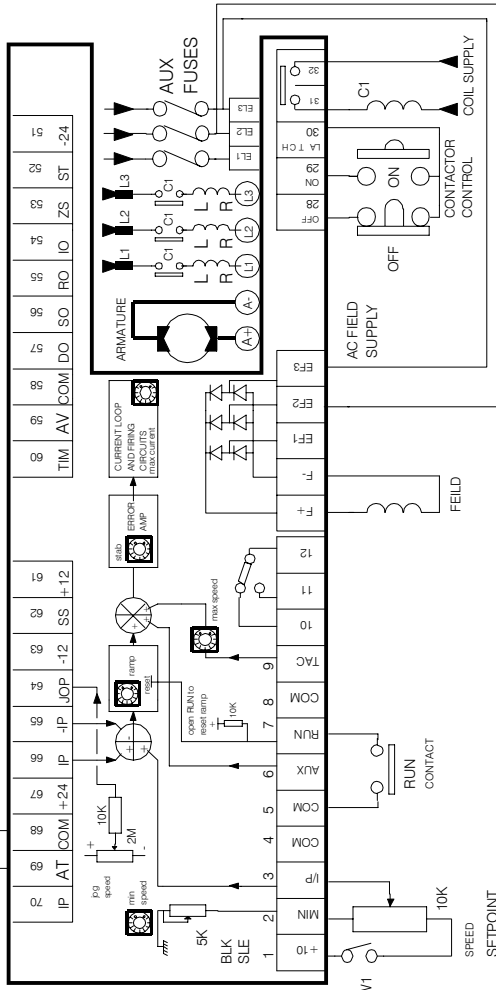 70 69 68 67 66 65 64 63 62 61
IP AT COM +24 IP -IP JOP -12 SS +12
60 59 58 57 56 55 54 53 52 51
TIM AV COM DO SO RO IO ZS ST -24
jog
speed
+
-
10K
2M
min
speed
5K
BLK
SLE
+ -
+
ramp
reset
open RUN to
reset ramp
+
10K
max speed
stab
ERROR
AMP
CURRENT LOOP
AND FIRING
CIRCUITS
max current
ARMATURE
A+ A-
L1 L2 L3
C1 C1 C1
L L L
R R R
L1 L2 L3
AUX
FUSES
EL1 EL2 EL3
1 2 3 4 5 6 7 8 9 10 11 12
+10 MIN I/P COM COM AUX RUN COM TAC
F+ F- EF1 EF2 EF3
28 29 30 31 32
OFF ON LATCH
W1
10K
SPEED
SETPOINT
RUN
CONTACT
FEILD
AC FIELD
SUPPLY
OFF
ON
CONTACTOR
CONTROL
C1
COIL SUPPLY